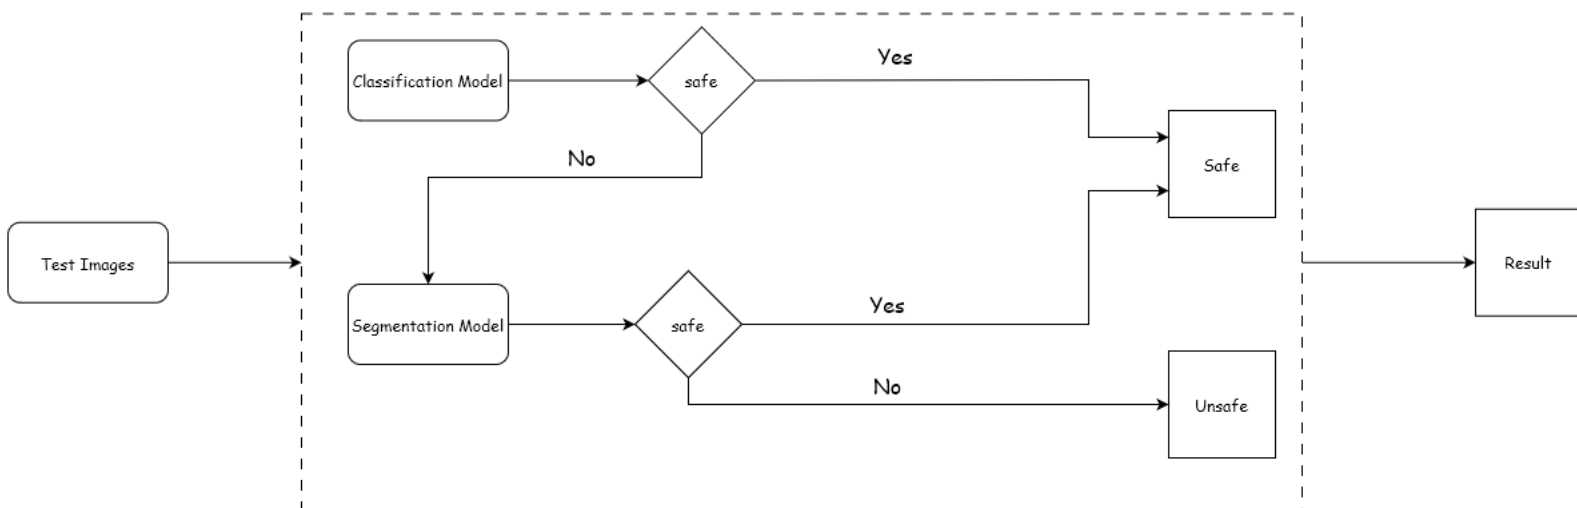 Classification Model
safe
Yes
Safe
No
Test Images
Segmentation Model
safe
Yes
No
Unsafe
Result